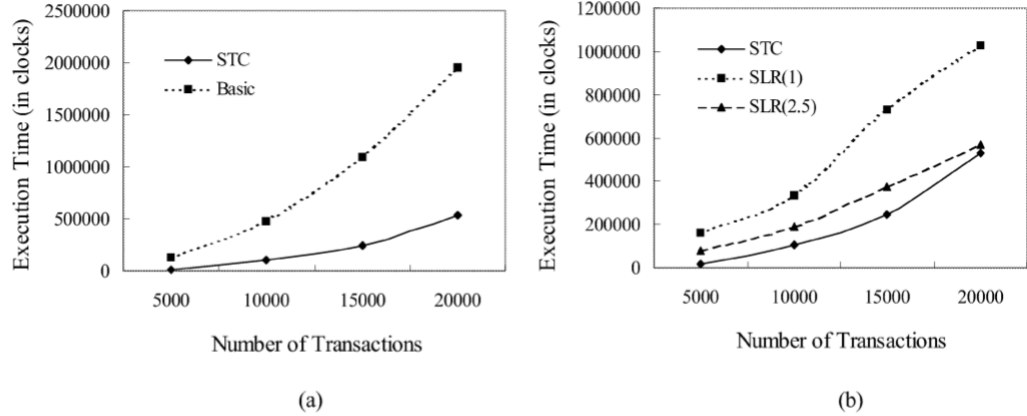 Execution Time (in clocks)
2500000
2000000
1500000
1000000
500000
0
STC
Basic
5000 10000 15000 20000
Number of Transactions
(a)
Execution Time (in clocks)
1200000
1000000
800000
600000
400000
200000
0
STC
SLR(1)
SLR(2.5)
5000 10000 15000 20000
Number of Transactions
(b)